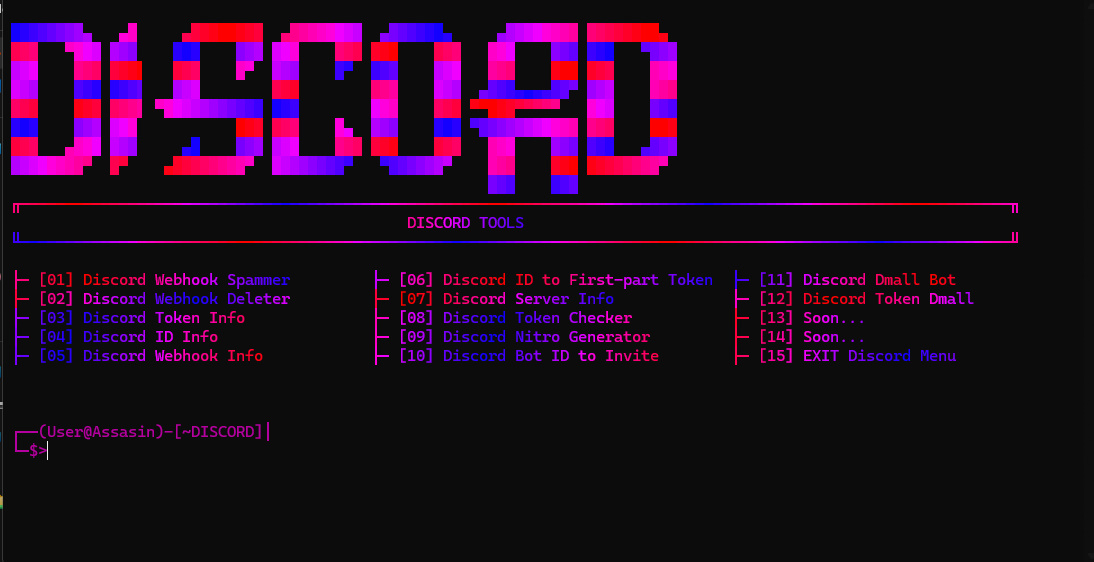 DISCORD
DISCORD TOOLS
[01] Discord Webhook Spammer [06] Discord ID to First-part Token [11] Discord Dmall Bot
[02] Discord Webhook Deleter [07] Discord Server Info [12] Discord Token Dmall
[03] Discord Token Info [08] Discord Token Checker [13] Soon...
[04] Discord ID Info [09] Discord Nitro Generator [14] Soon...
[05] Discord Webhook Info [10] Discord Bot ID to Invite [15] EXIT Discord Menu
(User@Assasin)-[~DISCORD]
$>